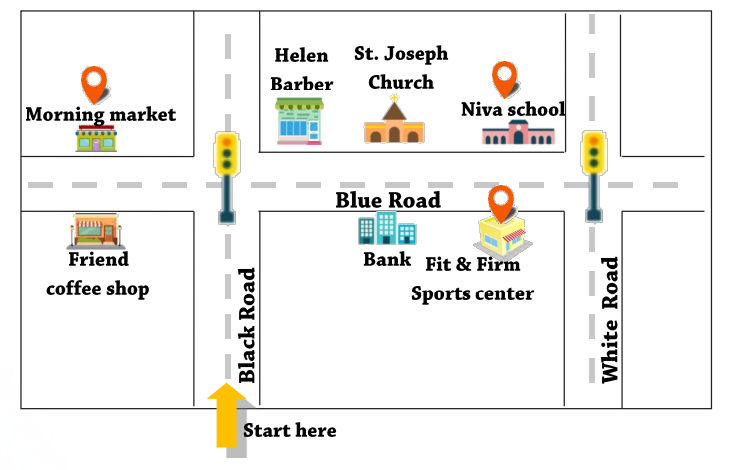 Helen
Barber
St. Joseph
Church
Morning market
Niva school
Blue Road
Friend
coffee shop
Bank
Fit & Firm
Sports center
Black Road
White Road
Start here